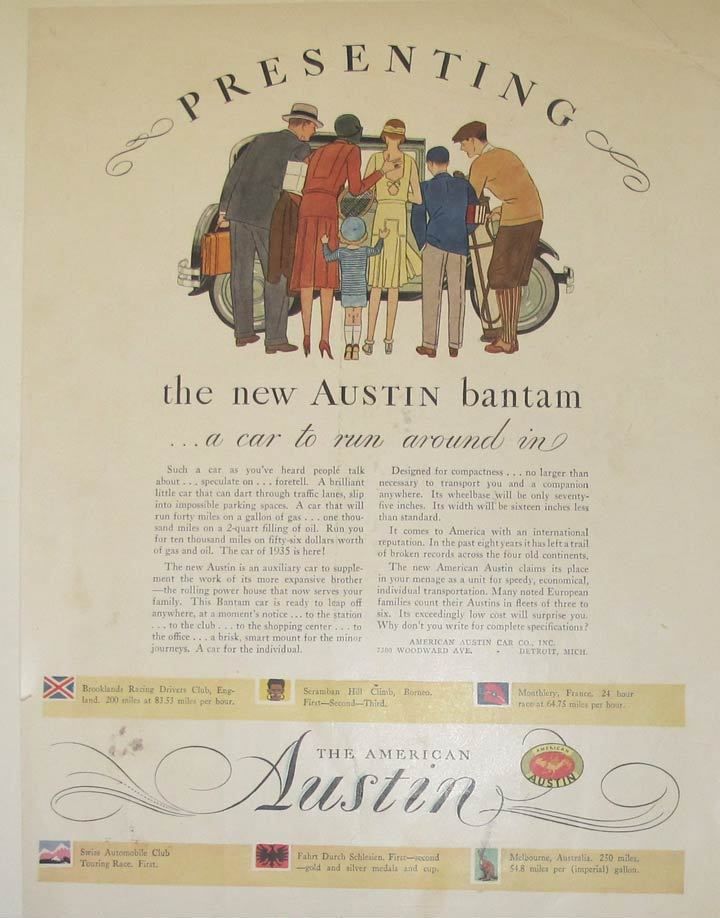 PRESENTING
the new AUSTIN bantam
...a car to run around in
Such a car as you've heard people talk
about . . . speculate on . . . foretell. A brilliant
little car that can dart through traffic lanes, slip
into impossible parking spaces. A car that will
run forty miles on a gallon of gas . . . one thou-
sand miles on a 2-quart filling of oil. Run you
for ten thousand miles on fifty-six dollars worth
of gas and oil. The car of 1935 is here!
The new Austin is an auxiliary car to supple-
ment the work of its more expensive brother
—the rolling power house that now serves your
family. This Bantam car is ready to leap off
anywhere, at a moment's notice . . . to the station
. . . to the club . . . to the shopping center . . . to
the office . . . a brisk, smart mount for the minor
journeys. A car for the individual.
Designed for compactness . . . no larger than
necessary to transport you and a companion
anywhere. Its wheelbase will be only seventy-
five inches. Its width will be sixteen inches less
than standard.
It comes to America with an international
reputation. In the past eight years it has left a trail
of broken records across the four old continents.
The new American Austin claims its place
in your menage as a unit for speedy, economical,
individual transportation. Many noted European
families count their Austins in fleets of three to
six. Its exceedingly low cost will surprise you.
Why don't you write for complete specifications?
AMERICAN AUSTIN CAR CO., INC.
7300 WOODWARD AVE. • DETROIT, MICH.
Brooklands Racing Drivers Club, Eng-
land. 200 miles at 83.53 miles per hour.
Seramban Hill Climb, Borneo.
First—Second—Third.
Monthlery, France. 24 hour
race at 64.75 miles per hour.
THE AMERICAN
Austin
AMERICAN
AUSTIN
Swiss Automobile Club
Touring Race. First.
Fahrt Durch Schlesien. First—second
—gold and silver medals and cup.
Melbourne, Australia. 250 miles,
54.8 miles per (imperial) gallon.